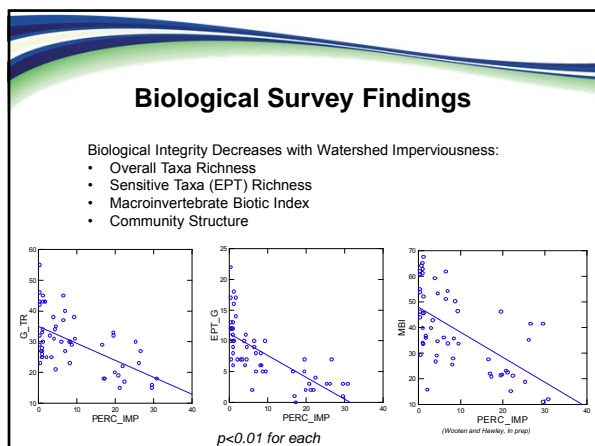 Biological Survey Findings
Biological Integrity Decreases with Watershed Imperviousness:
• Overall Taxa Richness
• Sensitive Taxa (EPT) Richness
• Macroinvertebrate Biotic Index
• Community Structure
60
50
40
30
20
10
G_TR
0 10 20 30 40
PERC_IMP
25
20
15
10
5
0
EPT_G
0 10 20 30 40
PERC_IMP
70
60
50
40
30
20
10
MBI
0 10 20 30 40
PERC_IMP
(Wooten and Hawley, In prep)
p<0.01 for each